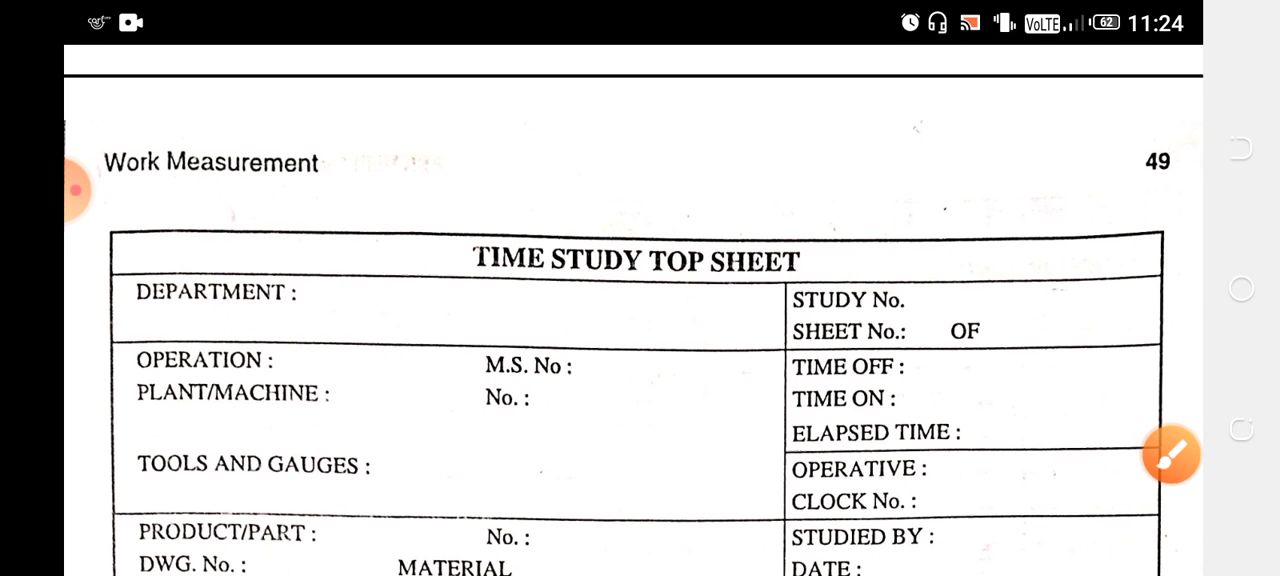 VoLTE 62 11:24
Work Measurement 49
TIME STUDY TOP SHEET
DEPARTMENT :
STUDY No.
SHEET No.: OF
OPERATION : M.S. No :
PLANT/MACHINE : No. :
TOOLS AND GAUGES :
TIME OFF :
TIME ON :
ELAPSED TIME :
OPERATIVE :
CLOCK No. :
PRODUCT/PART : No. :
DWG. No. : MATERIAL
STUDIED BY :
DATE :